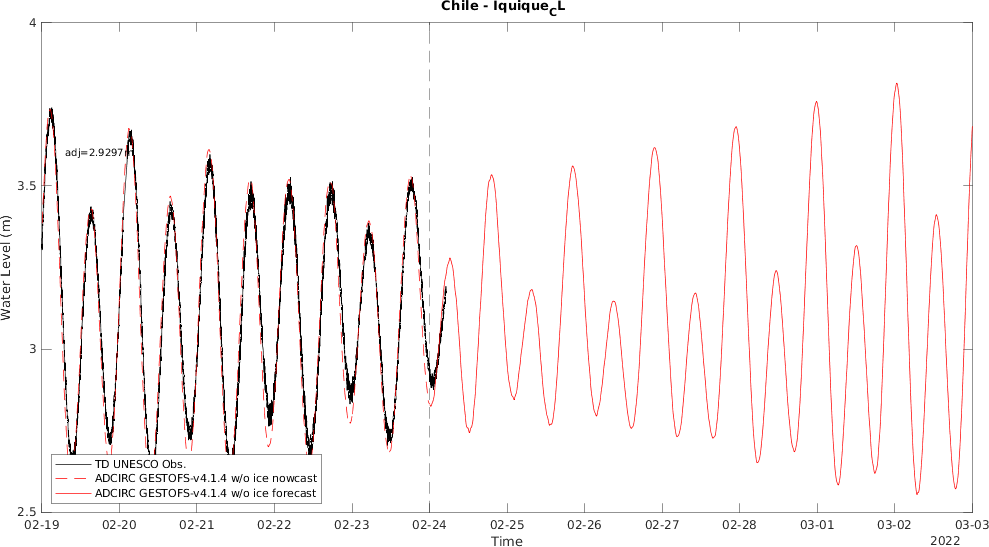 Chile - Iquique_CL
4
adj=2.9297m
3.5
Water Level (m)
3
TD UNESCO Obs.
ADCIRC GESTOFS-v4.1.4 w/o ice nowcast
ADCIRC GESTOFS-v4.1.4 w/o ice forecast
2.5
02-19 02-20 02-21 02-22 02-23 02-24 02-25 02-26 02-27 02-28 03-01 03-02 03-03
Time
2022